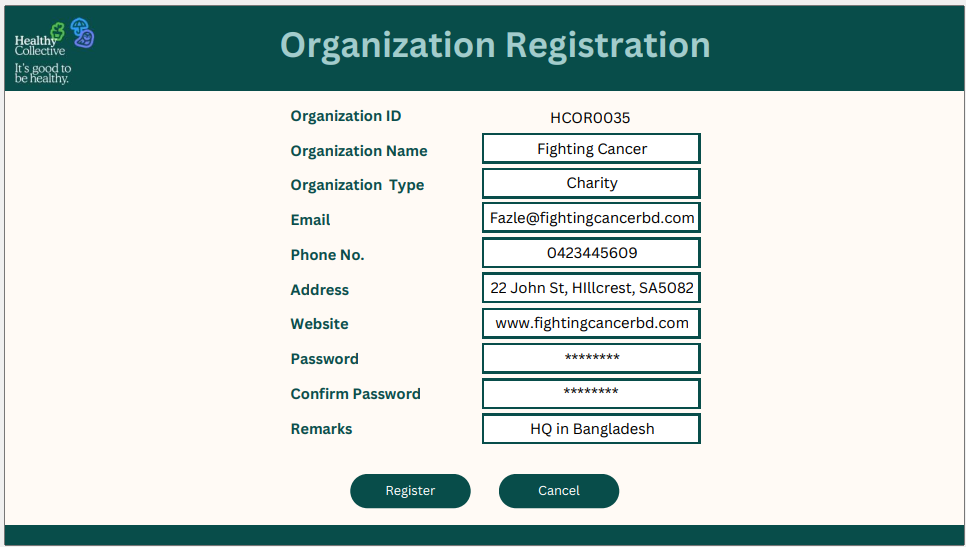 Healthy
Collective
It's good to
be healthy.
Organization Registration
Organization ID HCOR0035
Organization Name Fighting Cancer
Organization Type Charity
Email Fazle@fightingcancerbd.com
Phone No. 0423445609
Address 22 John St, HIllcrest, SA5082
Website www.fightingcancerbd.com
Password ********
Confirm Password ********
Remarks HQ in Bangladesh
Register Cancel